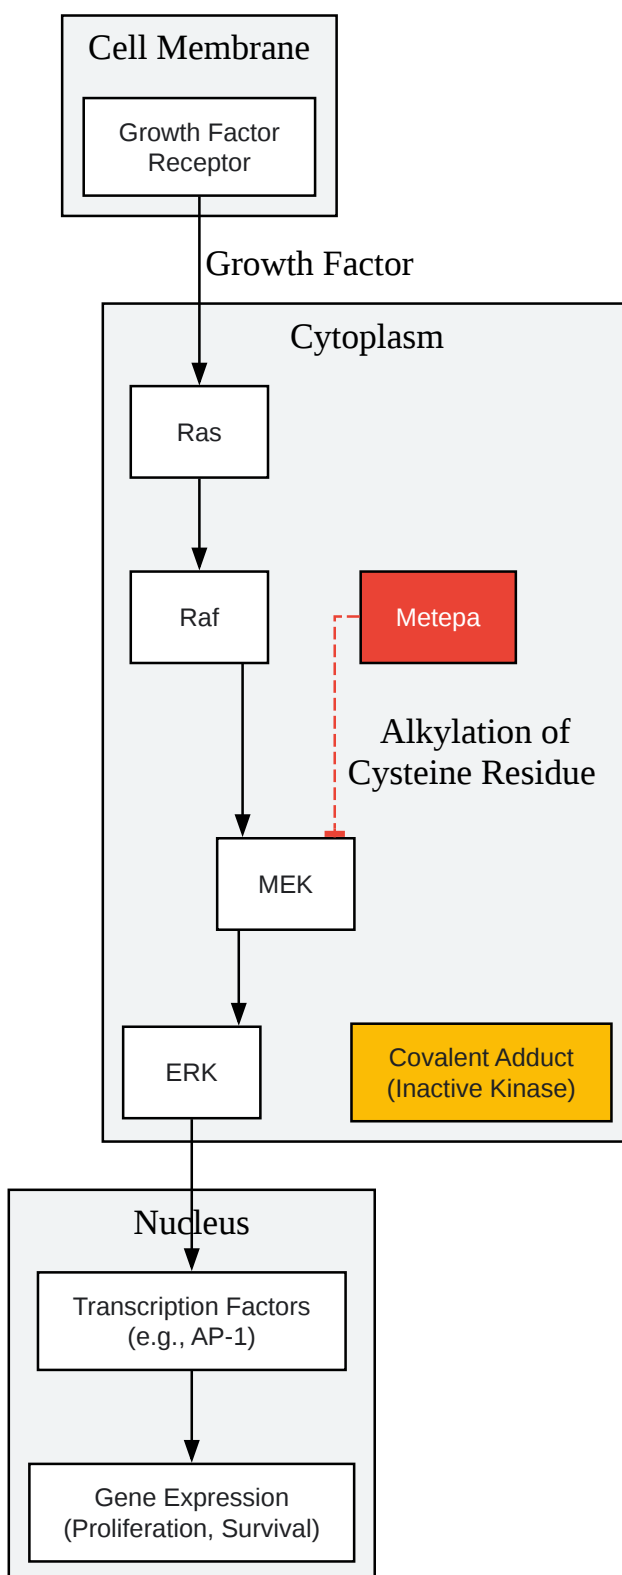 Cell Membrane
Growth Factor
Receptor
Growth Factor
Cytoplasm
Ras
Raf
Metepa
Alkylation of
Cysteine Residue
MEK
ERK
Covalent Adduct
(Inactive Kinase)
Nucleus
Transcription Factors
(e.g., AP-1)
Gene Expression
(Proliferation, Survival)